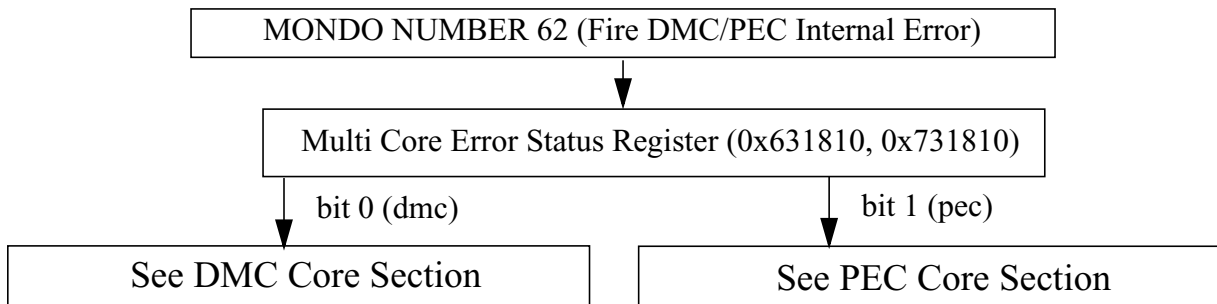 MONDO NUMBER 62 (Fire DMC/PEC Internal Error)
Multi Core Error Status Register (0x631810, 0x731810)
bit 0 (dmc)
bit 1 (pec)
See DMC Core Section
See PEC Core Section